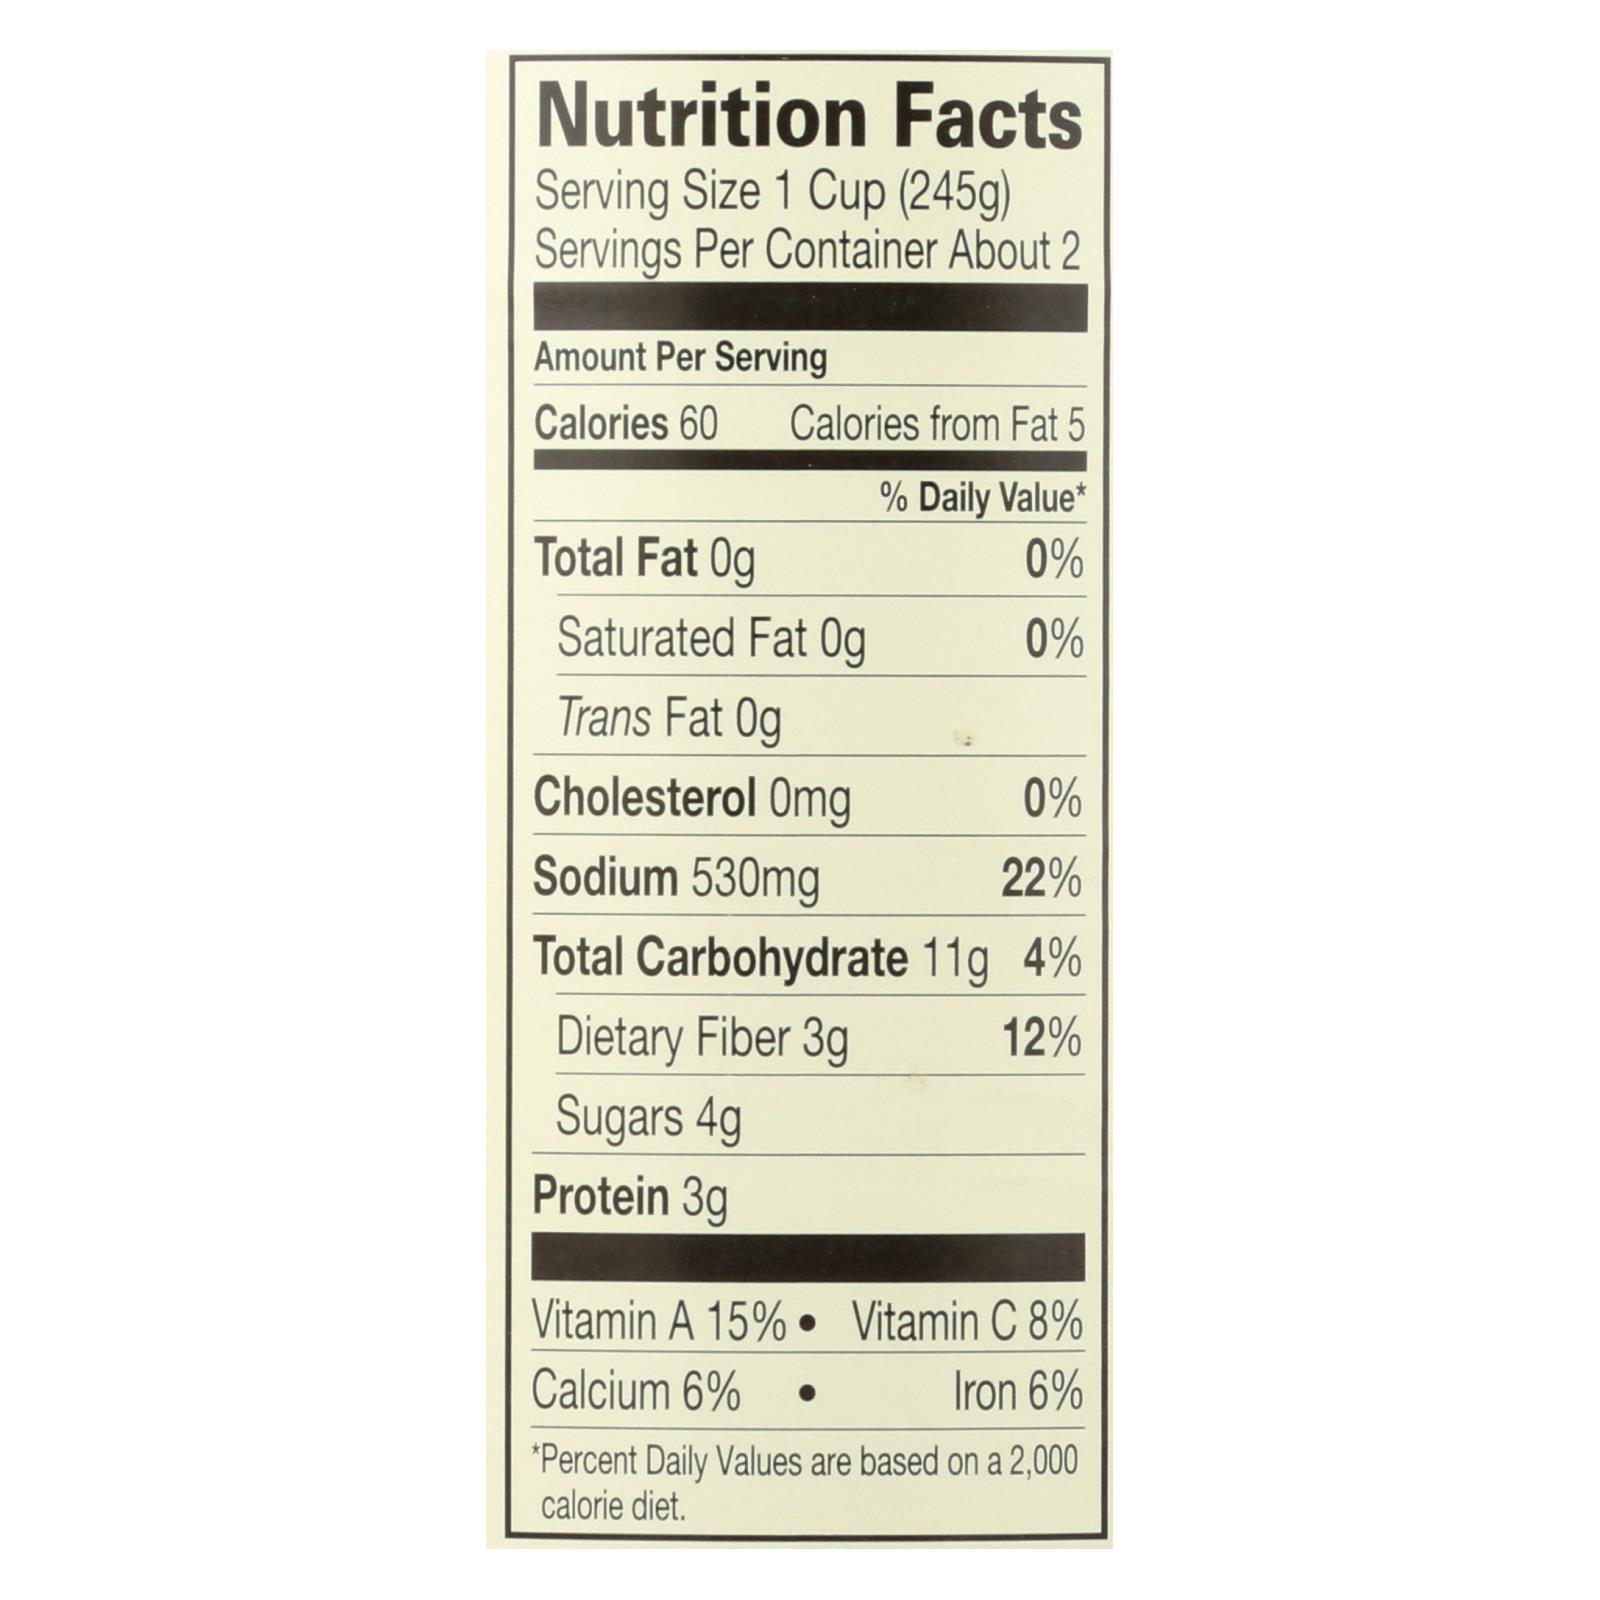 Nutrition Facts
Serving Size 1 Cup (245g)
Servings Per Container About 2
Amount Per Serving
Calories 60 Calories from Fat 5
% Daily Value*
Total Fat 0g 0%
Saturated Fat 0g 0%
Trans Fat 0g
Cholesterol 0mg 0%
Sodium 530mg 22%
Total Carbohydrate 11g 4%
Dietary Fiber 3g 12%
Sugars 4g
Protein 3g
Vitamin A 15% • Vitamin C 8%
Calcium 6% • Iron 6%
*Percent Daily Values are based on a 2,000
calorie diet.